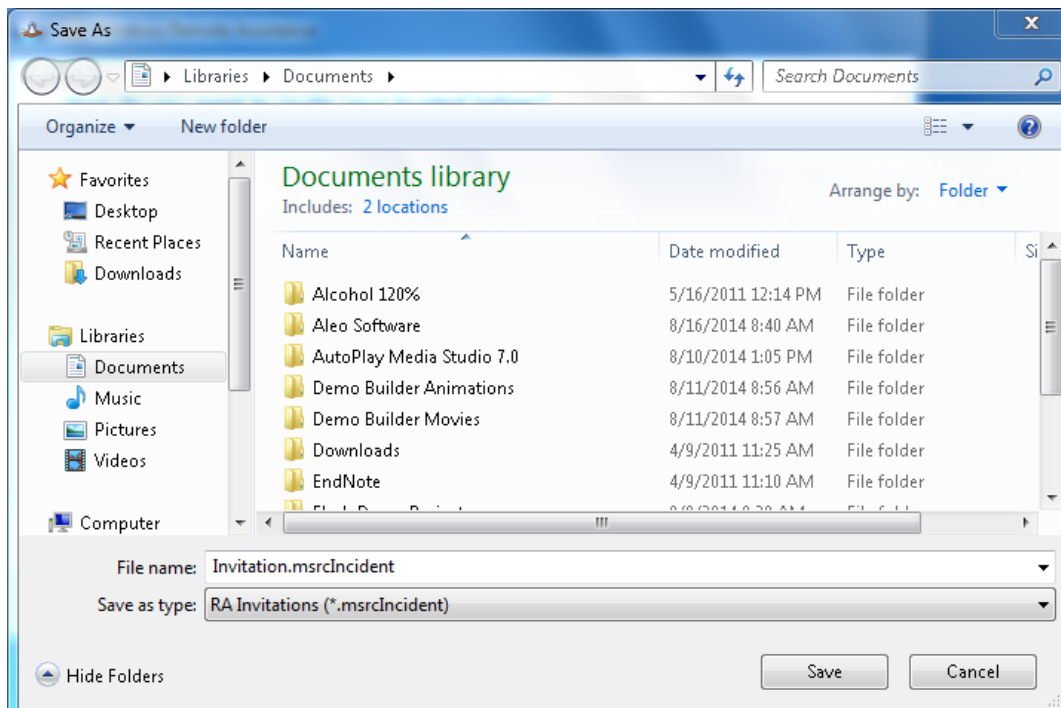 Save As
Libraries Documents
Search Documents
Organize New folder
Favorites
Desktop
Recent Places
Downloads
Libraries
Documents
Music
Pictures
Videos
Computer
Documents library
Includes: 2 locations
Arrange by: Folder
Name Date modified Type Si
Alcohol 120% 5/16/2011 12:14 PM File folder
Aleo Software 8/16/2014 8:40 AM File folder
AutoPlay Media Studio 7.0 8/10/2014 1:05 PM File folder
Demo Builder Animations 8/11/2014 8:56 AM File folder
Demo Builder Movies 8/11/2014 8:57 AM File folder
Downloads 4/9/2011 11:25 AM File folder
EndNote 4/9/2011 11:10 AM File folder
File name: Invitation.msrcIncident
Save as type: RA Invitations (*.msrcIncident)
Hide Folders
Save Cancel